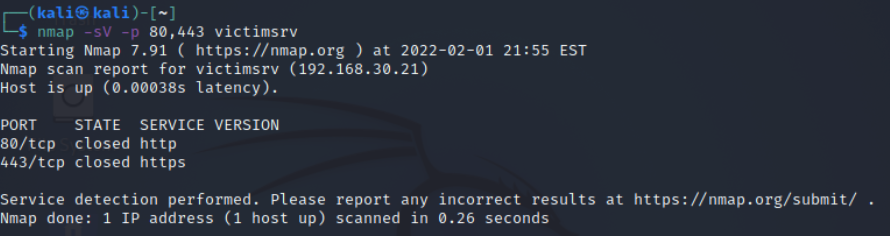 ┌──(kali㉿kali)-[~]
└─$ nmap -sV -p 80,443 victimsrv
Starting Nmap 7.91 ( https://nmap.org ) at 2022-02-01 21:55 EST
Nmap scan report for victimsrv (192.168.30.21)
Host is up (0.00038s latency).

PORT    STATE  SERVICE VERSION
80/tcp  closed http
443/tcp closed https

Service detection performed. Please report any incorrect results at https://nmap.org/submit/ .
Nmap done: 1 IP address (1 host up) scanned in 0.26 seconds